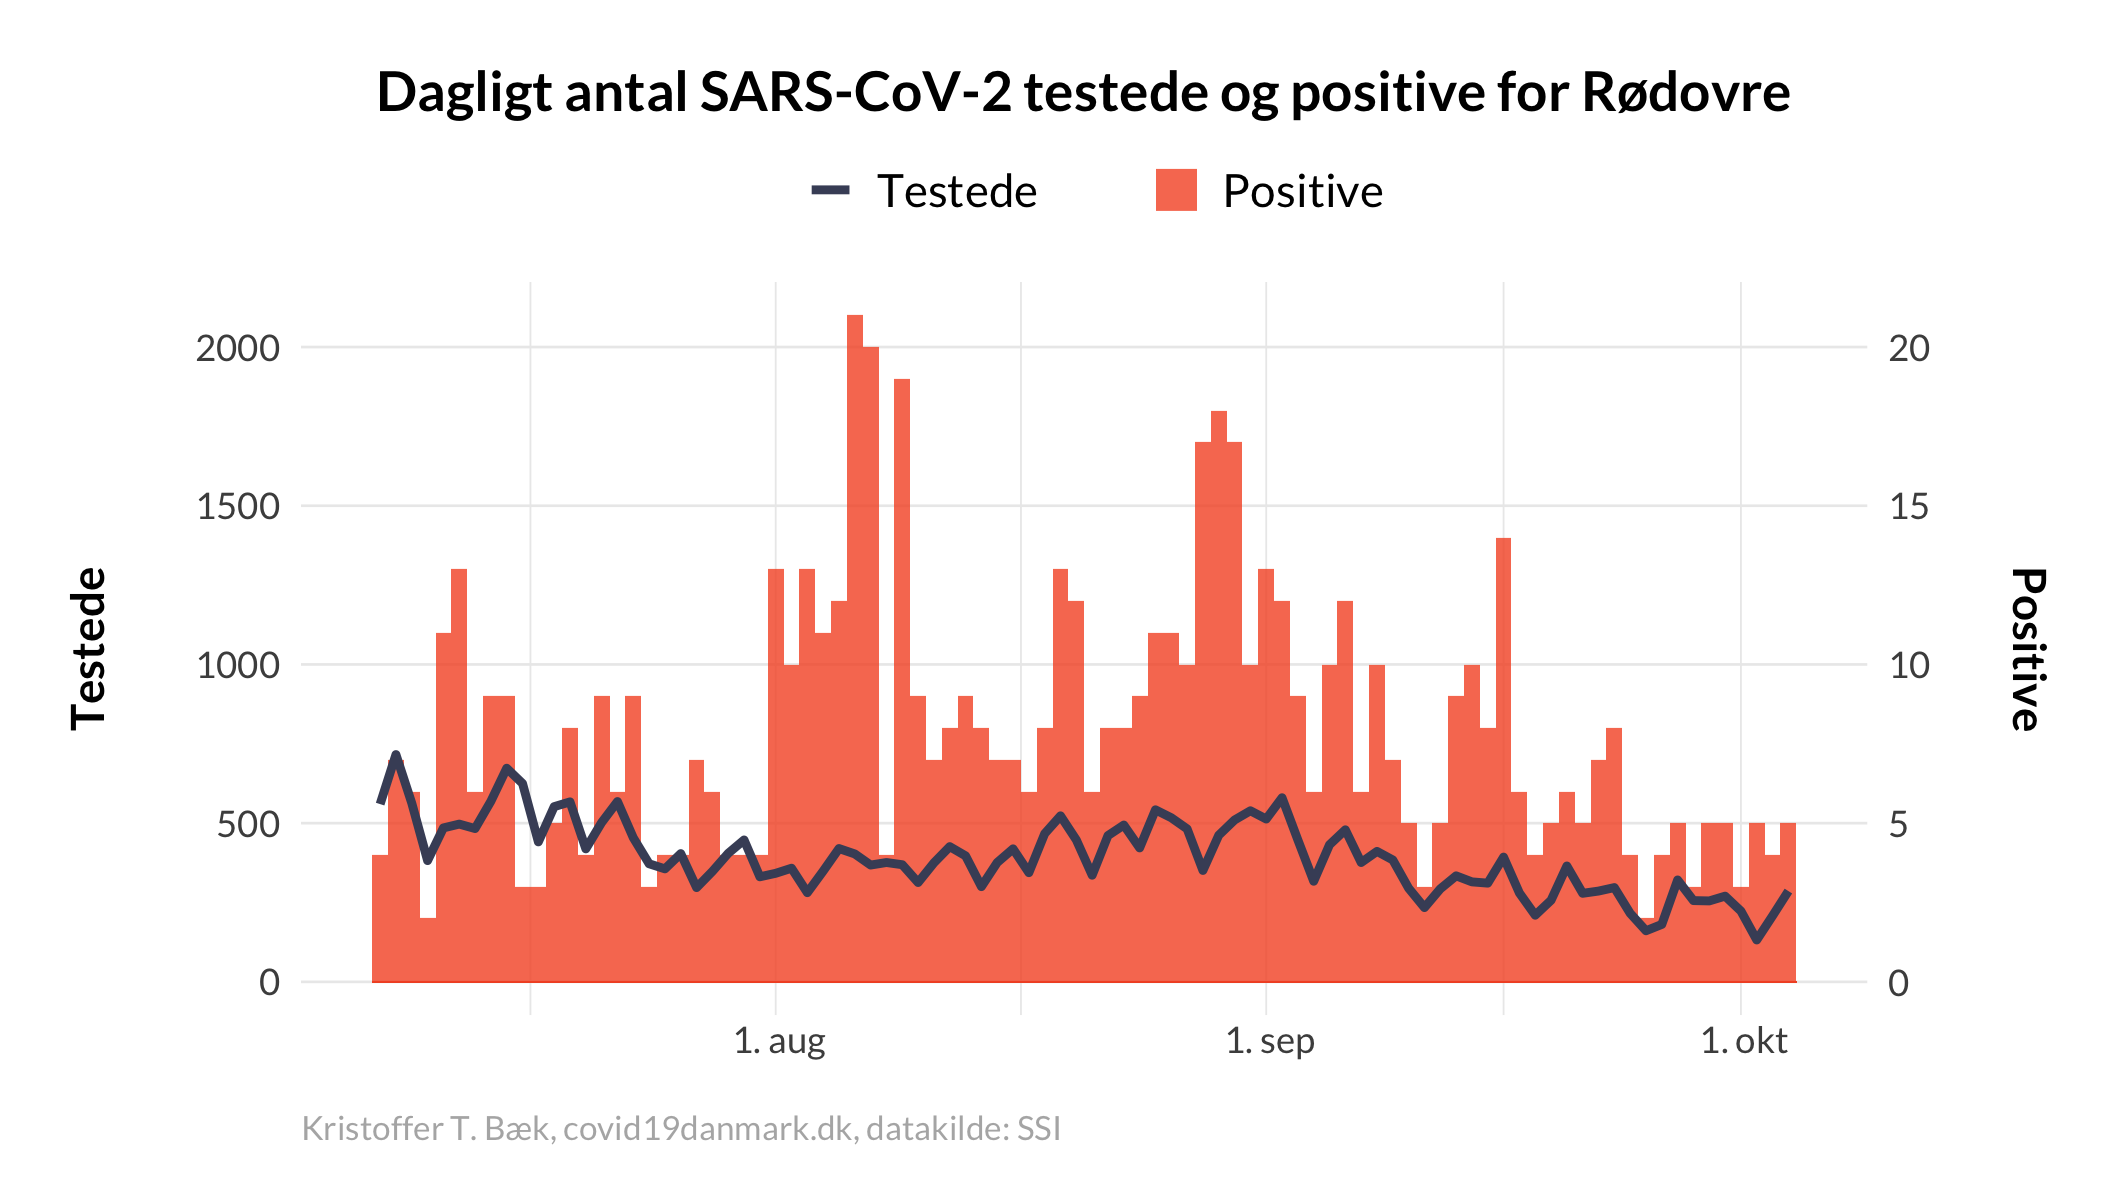 Dagligt antal SARS-CoV-2 testede og positive for Rødovre
Testede
Positive
2000
1500
1000
500
0
Testede
20
15
10
5
0
Positive
1. aug
1. sep
1. okt
Kristoffer T. Bæk, covid19danmark.dk, datakilde: SSI